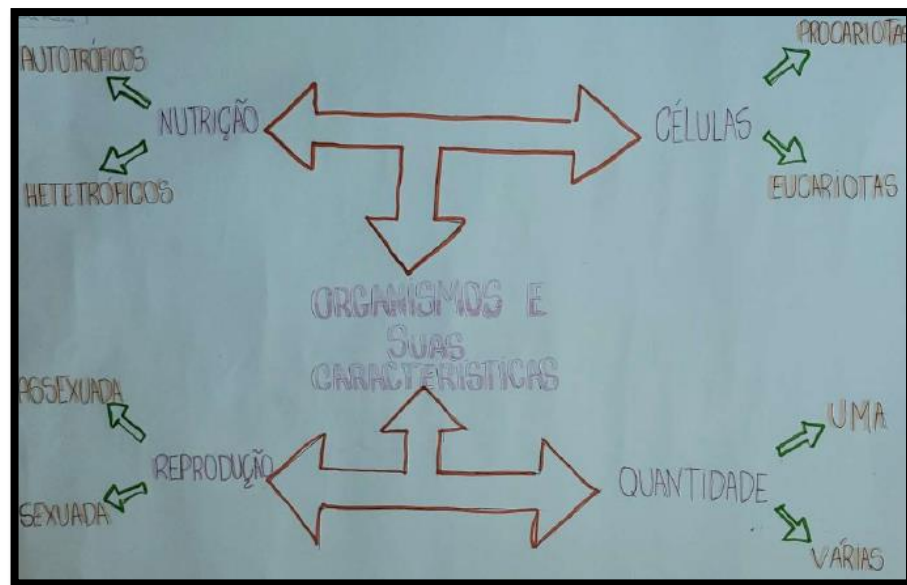 PROCARIOTAS
AUTOTRÓFICOS
NUTRIÇÃO
CÉLULAS
HETETRÓFICOS
EUCARIOTAS
ORGANISMOS E
SUAS
CARACTERÍSTICAS
ASSEXUADA
UMA
REPRODUÇÃO
QUANTIDADE
SEXUADA
VÁRIAS